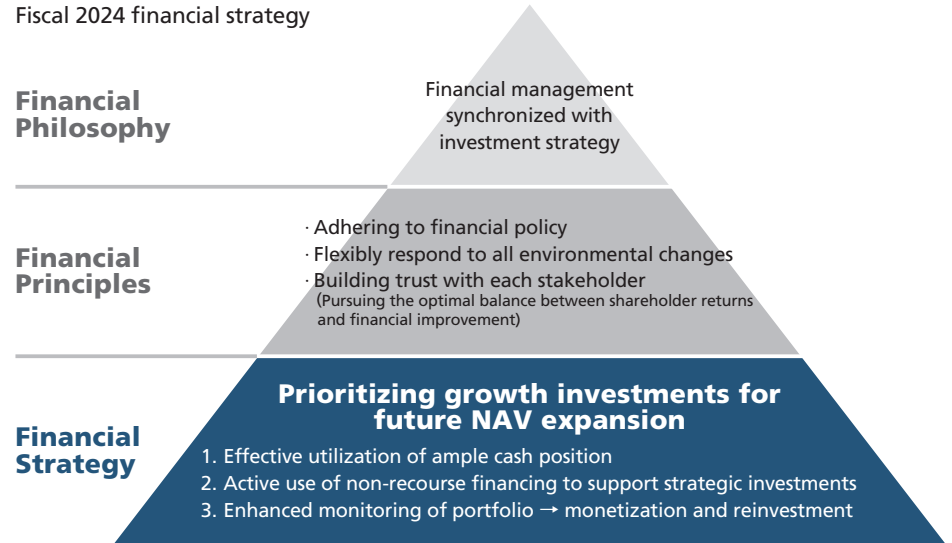 Fiscal 2024 financial strategy
Financial
Philosophy
Financial management
synchronized with
investment strategy
Financial
Principles
· Adhering to financial policy
· Flexibly respond to all environmental changes
· Building trust with each stakeholder
(Pursuing the optimal balance between shareholder returns
and financial improvement)
Financial
Strategy
Prioritizing growth investments for
future NAV expansion
1. Effective utilization of ample cash position
2. Active use of non-recourse financing to support strategic investments
3. Enhanced monitoring of portfolio → monetization and reinvestment